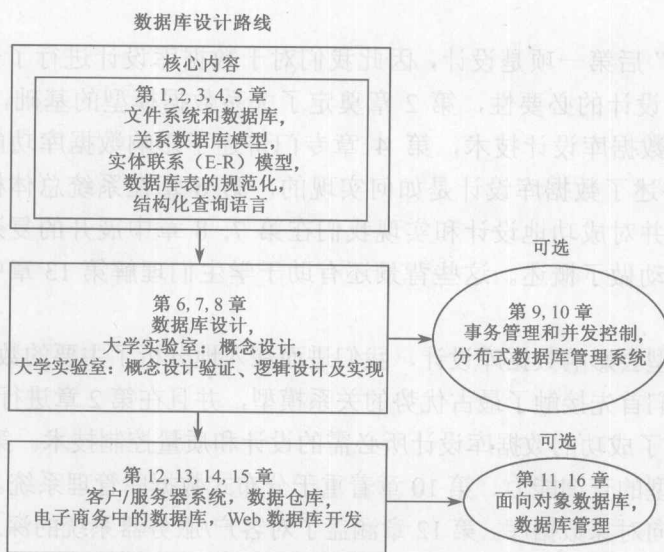 数据库设计路线
核心内容
第 1, 2, 3, 4, 5 章
文件系统和数据库,
关系数据库模型,
实体联系（E-R）模型,
数据库表的规范化,
结构化查询语言
第 6, 7, 8 章
数据库设计,
大学实验室：概念设计,
大学实验室：概念设计验证、逻辑设计及实现
可选
第 9, 10 章
事务管理和并发控制,
分布式数据库管理系统
第 12, 13, 14, 15 章
客户/服务器系统，数据仓库,
电子商务中的数据库，Web 数据库开发
可选
第 11, 16 章
面向对象数据库,
数据库管理